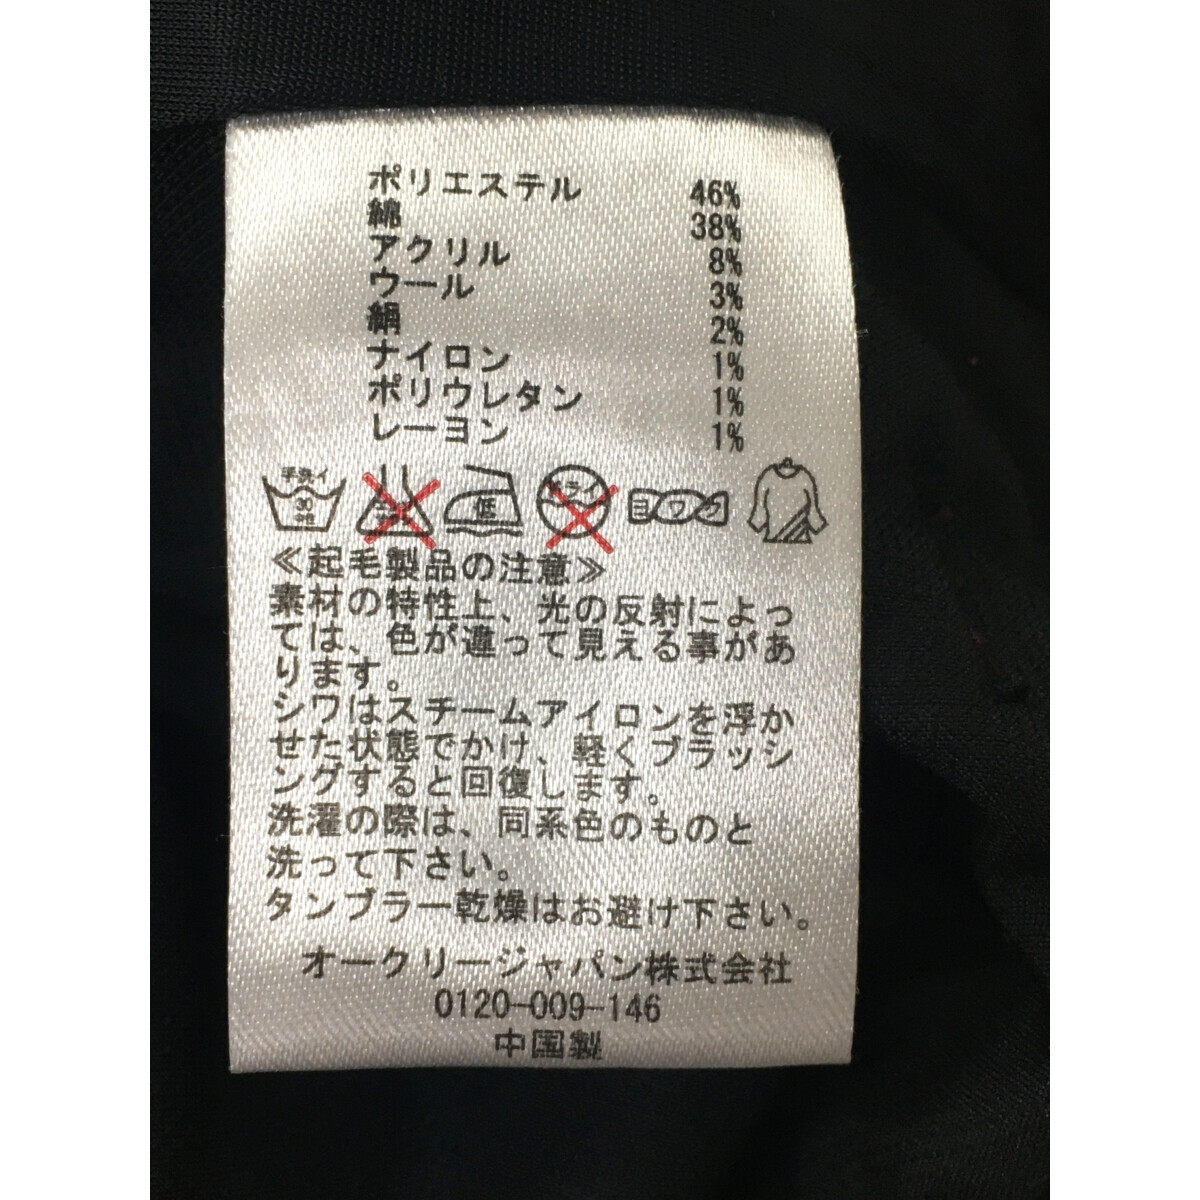 ポリエステル 46%
綿 38%
アクリル 8%
ウール 3%
絹 2%
ナイロン 1%
ポリウレタン 1%
レーヨン 1%
手洗イ 低 ドライ ヨワク
≪起毛製品の注意≫
素材の特性上、光の反射によっ
ては、色が違って見える事があ
ります。
シワはスチームアイロンを浮か
せた状態でかけ、軽くブラッシ
ングすると回復します。
洗濯の際は、同系色のものと
洗って下さい。
タンブラー乾燥はお避け下さい。
オークリージャパン株式会社
0120-009-146
中国製